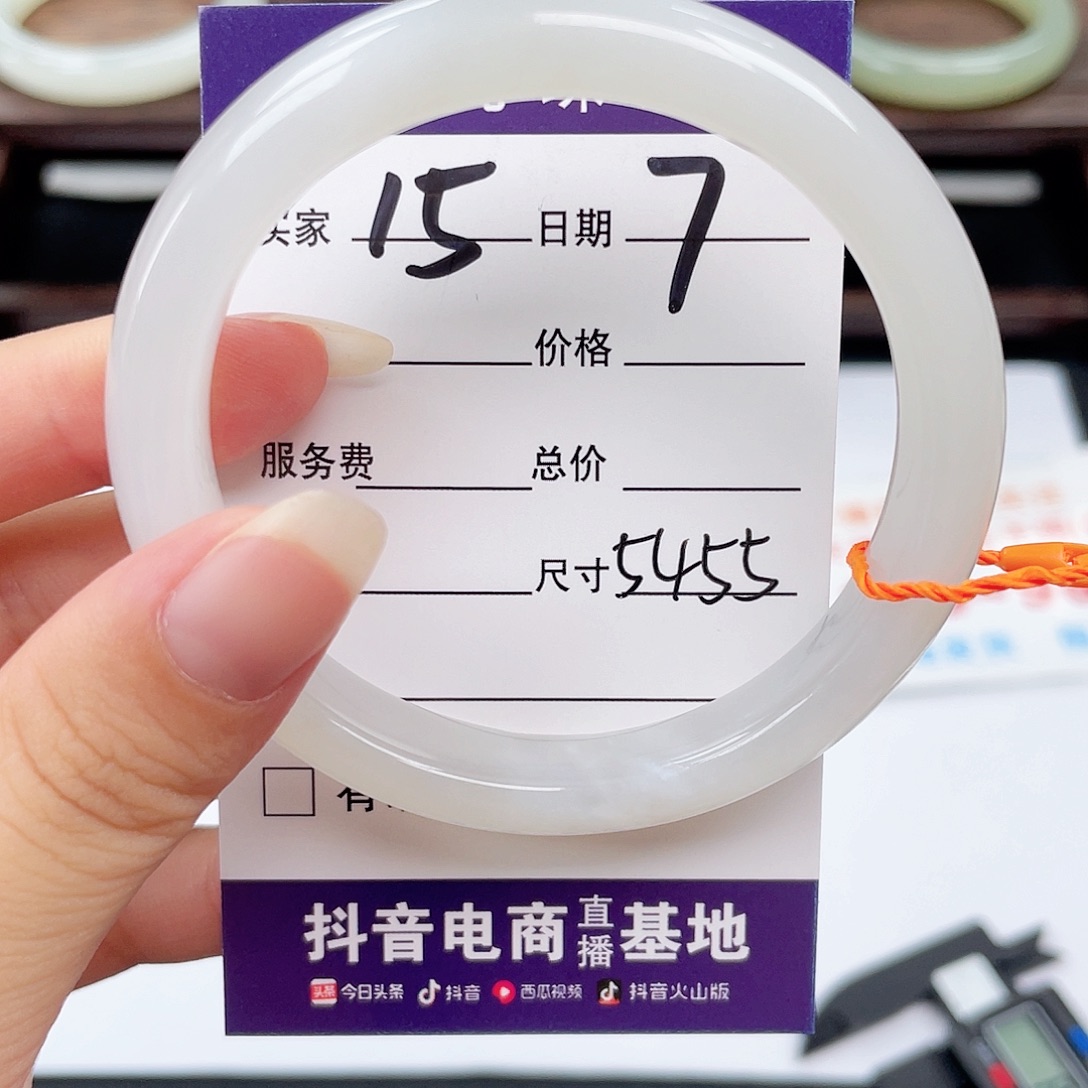 买家 15 日期 7
价格
服务费 总价
尺寸 5455
有
抖音电商直播基地
今日头条 抖音 西瓜视频 抖音火山版